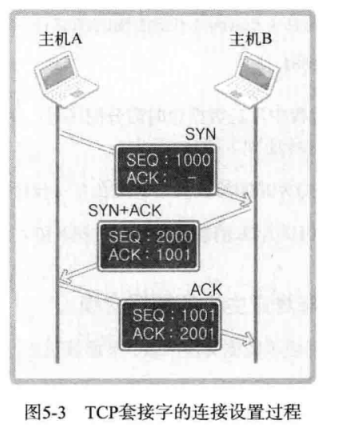 主机A
主机B
SYN
SEQ：1000
ACK： -
SYN+ACK
SEQ：2000
ACK：1001
ACK
SEQ：1001
ACK：2001
图5-3 TCP套接字的连接设置过程